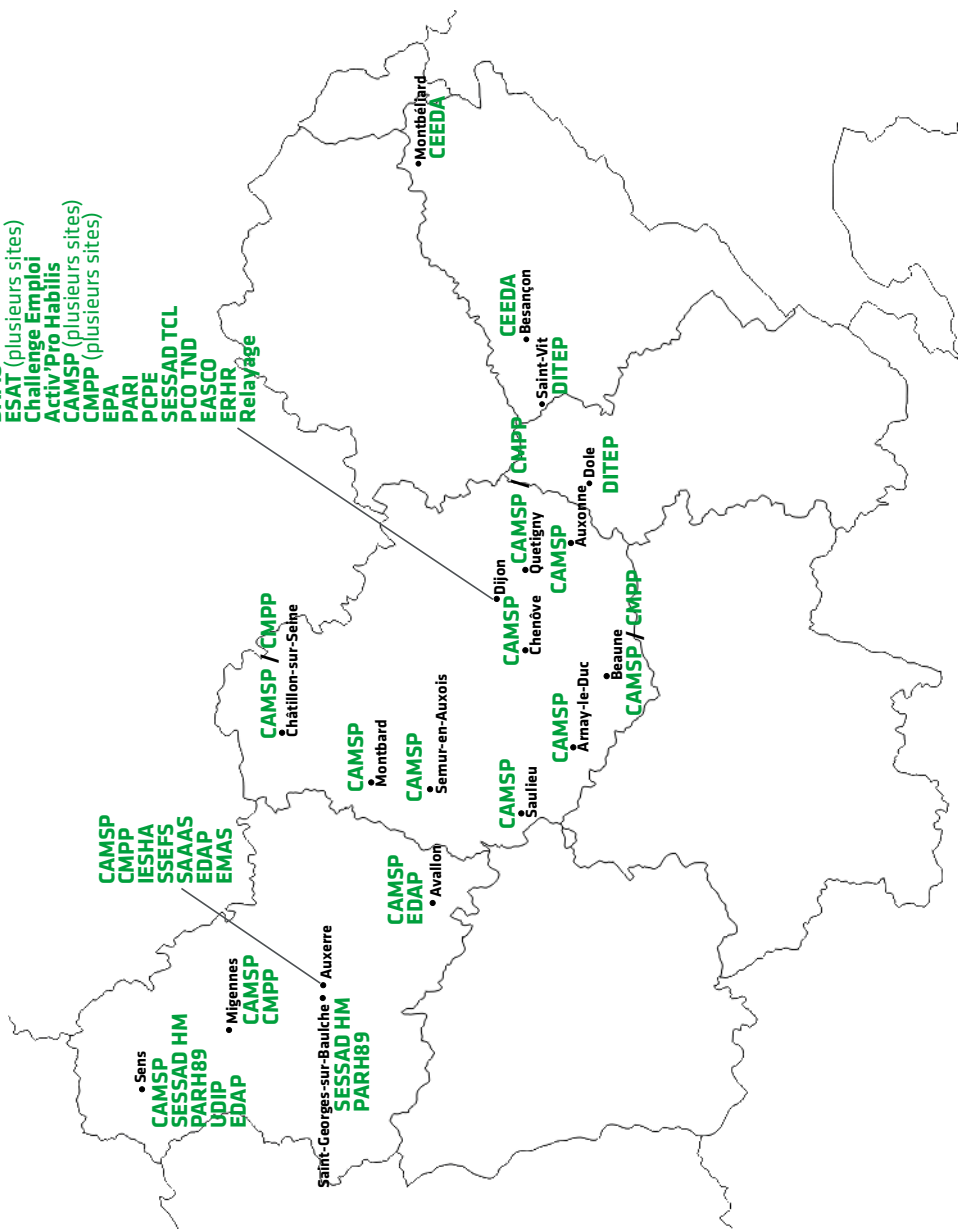 ESAT (plusieurs sites)
Challenge Emploi
Activ'Pro Habilis
CAMSP (plusieurs sites)
CMPP (plusieurs sites)
EPA
PARI
PCPE
SESSAD TCL
PCO TND
EASCO
ERHR
Relayage
CAMSP
CMPP
IESHA
SSEFS
SAAAS
EDAP
EMAS
Sens
CAMSP
SESSAD HM
PARH89
UDIP
EDAP
Migennes
CAMSP
CMPP
Auxerre
Saint-Georges-sur-Baulche
SESSAD HM
PARH89
CAMSP
EDAP
Avallon
CAMSP / CMPP
Châtillon-sur-Seine
CAMSP
Montbard
CAMSP
Semur-en-Auxois
CAMSP
Saulieu
CAMSP
Arnay-le-Duc
Beaune
CAMSP / CMPP
Dijon
CAMSP
Chenôve
CAMSP / CMPP
Quetigny
CAMSP
Auxonne
Dole
DITEP
Saint-Vit
DITEP
CEEDA
Besançon
Montbéliard
CEEDA